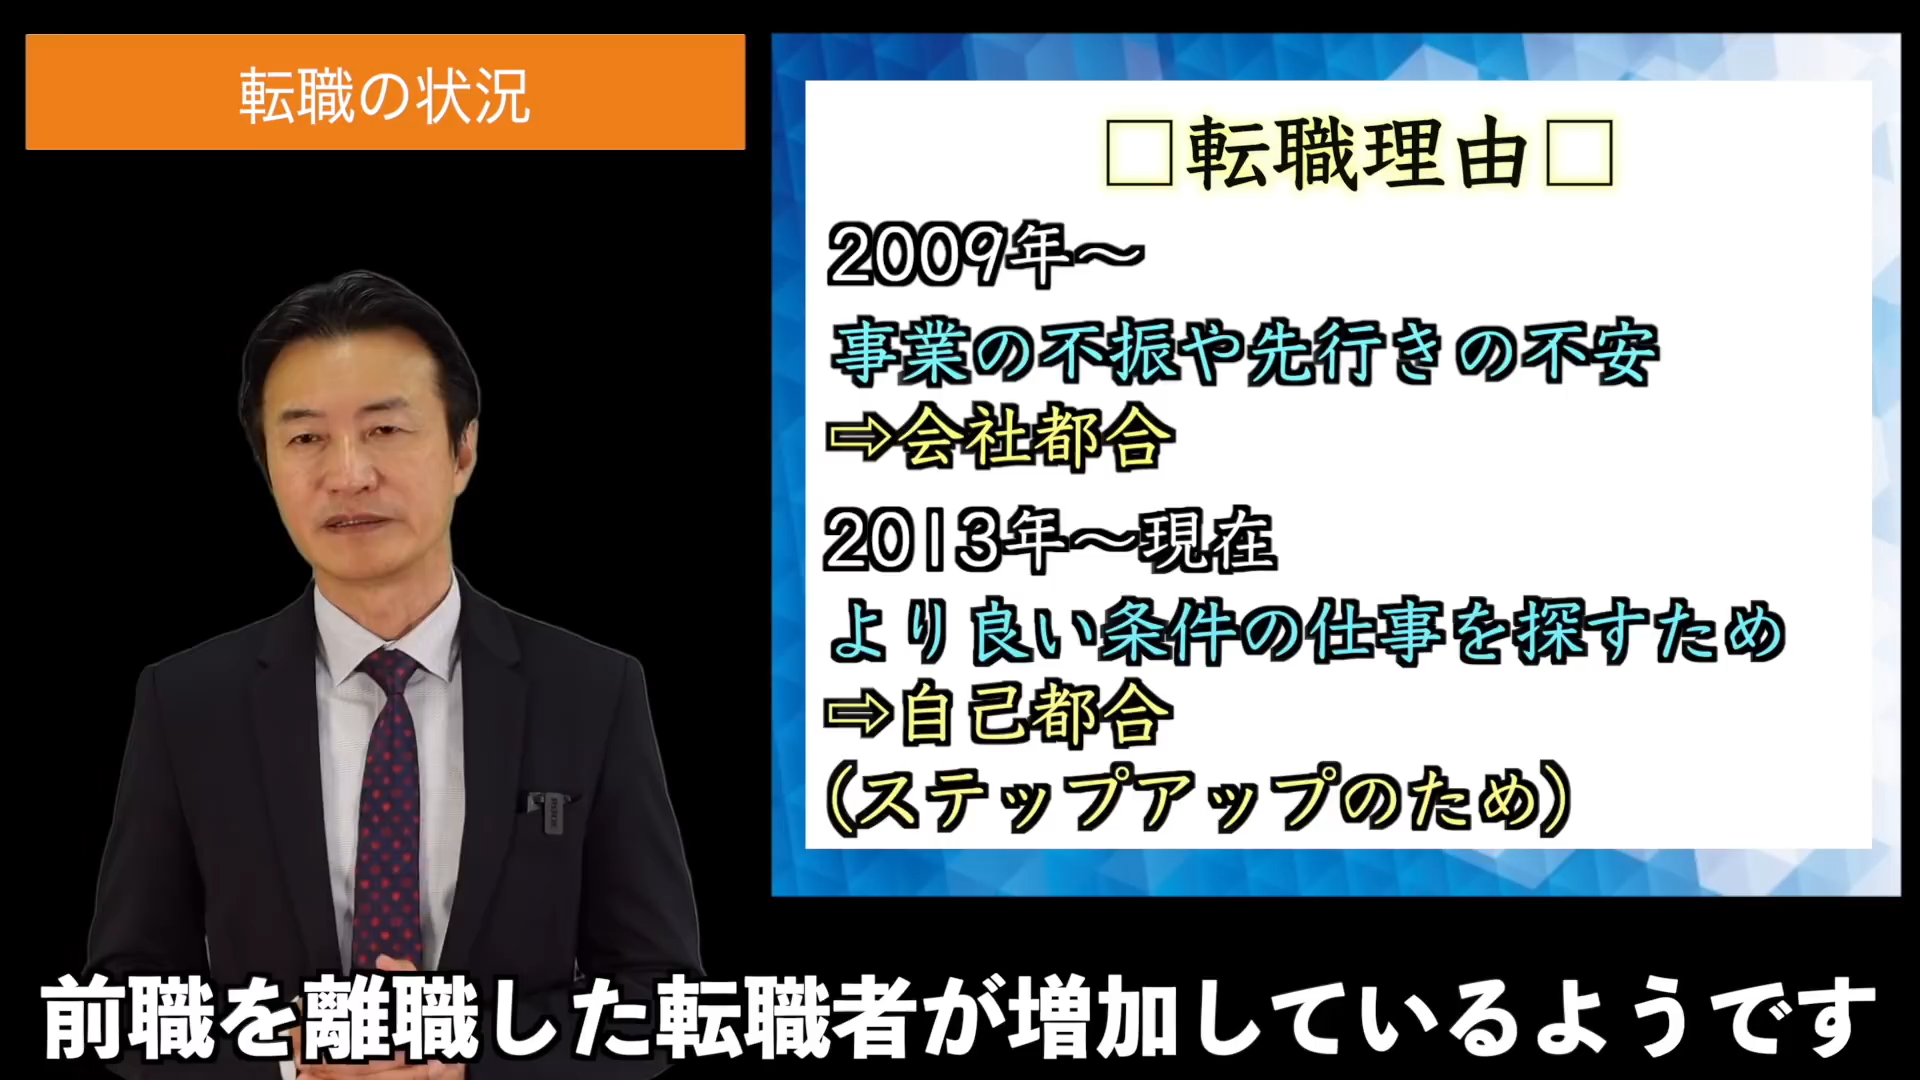 転職の状況
□転職理由□
2009年～
事業の不振や先行きの不安
⇨会社都合
2013年～現在
より良い条件の仕事を探すため
⇨自己都合
(ステップアップのため)
前職を離職した転職者が増加しているようです